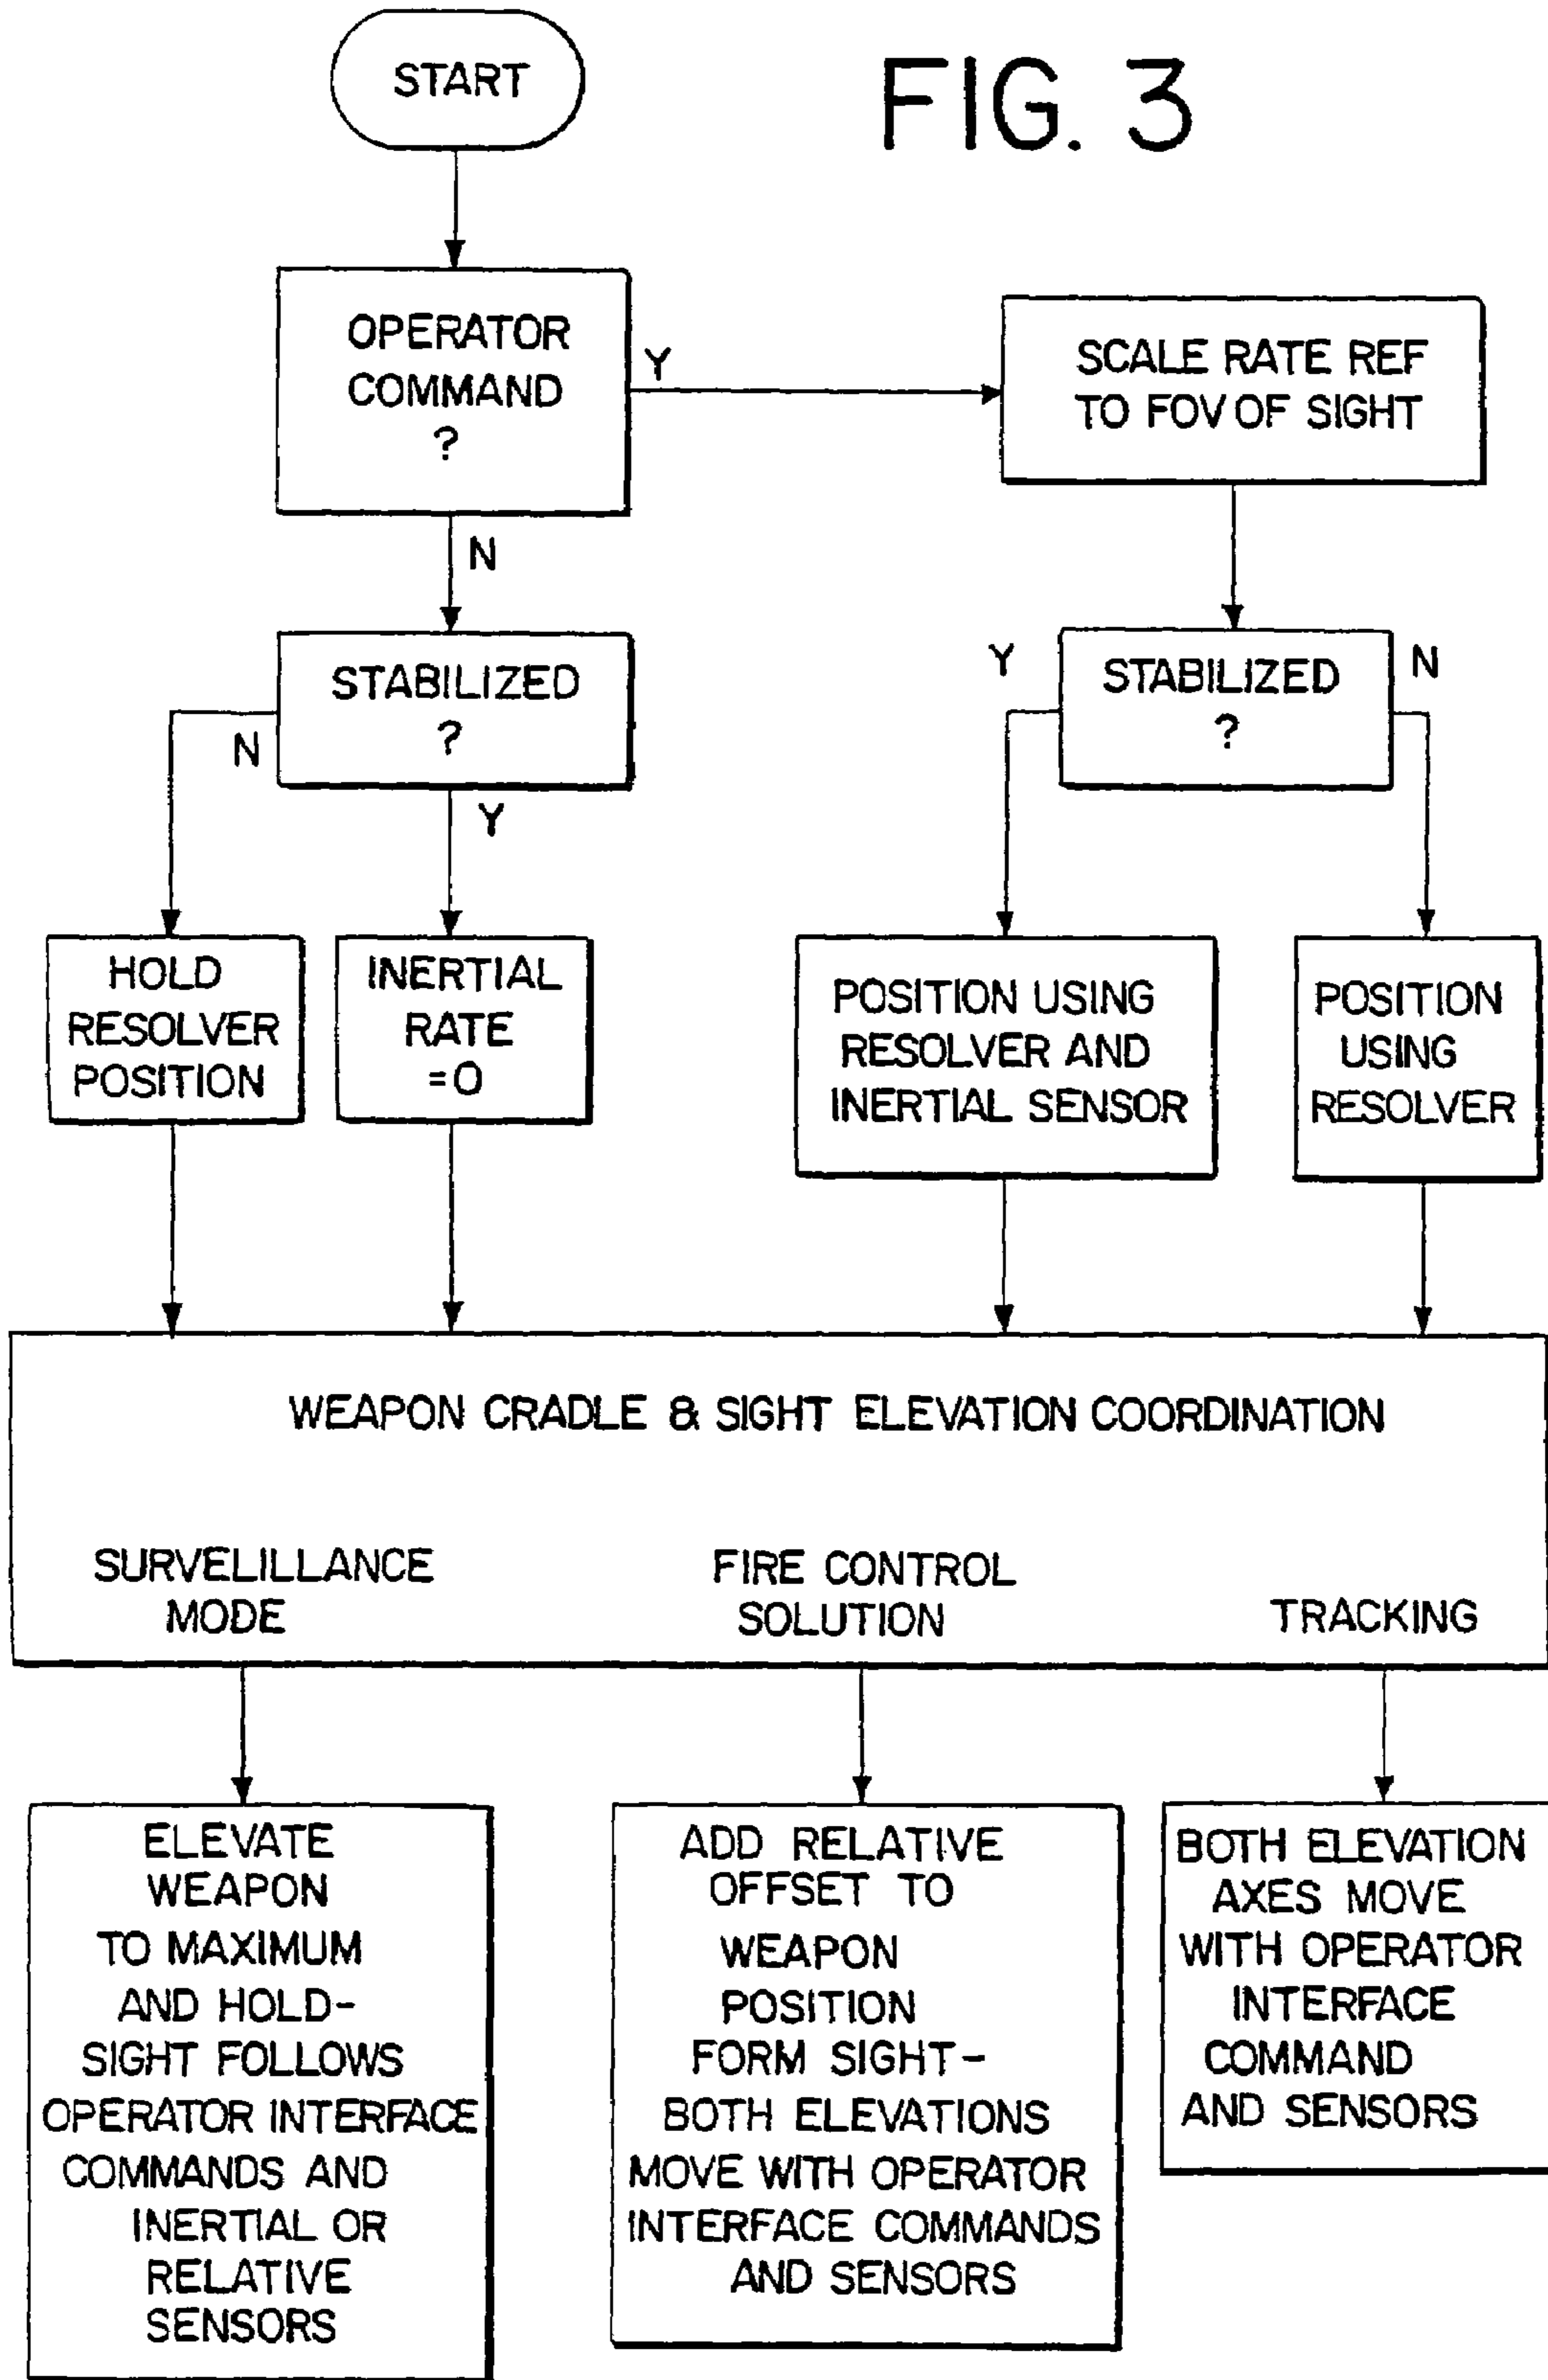 START
FIG. 3
OPERATOR
COMMAND
?
Y
SCALE RATE REF
TO FOV OF SIGHT
N
STABILIZED
?
N
Y
Y
STABILIZED
?
N
HOLD
RESOLVER
POSITION
INERTIAL
RATE
=0
POSITION USING
RESOLVER AND
INERTIAL SENSOR
POSITION
USING
RESOLVER
WEAPON CRADLE & SIGHT ELEVATION COORDINATION
SURVELILLANCE
MODE
FIRE CONTROL
SOLUTION
TRACKING
ELEVATE
WEAPON
TO MAXIMUM
AND HOLD-
SIGHT FOLLOWS
OPERATOR INTERFACE
COMMANDS AND
INERTIAL OR
RELATIVE
SENSORS
ADD RELATIVE
OFFSET TO
WEAPON
POSITION
FORM SIGHT-
BOTH ELEVATIONS
MOVE WITH OPERATOR
INTERFACE COMMANDS
AND SENSORS
BOTH ELEVATION
AXES MOVE
WITH OPERATOR
INTERFACE
COMMAND
AND SENSORS